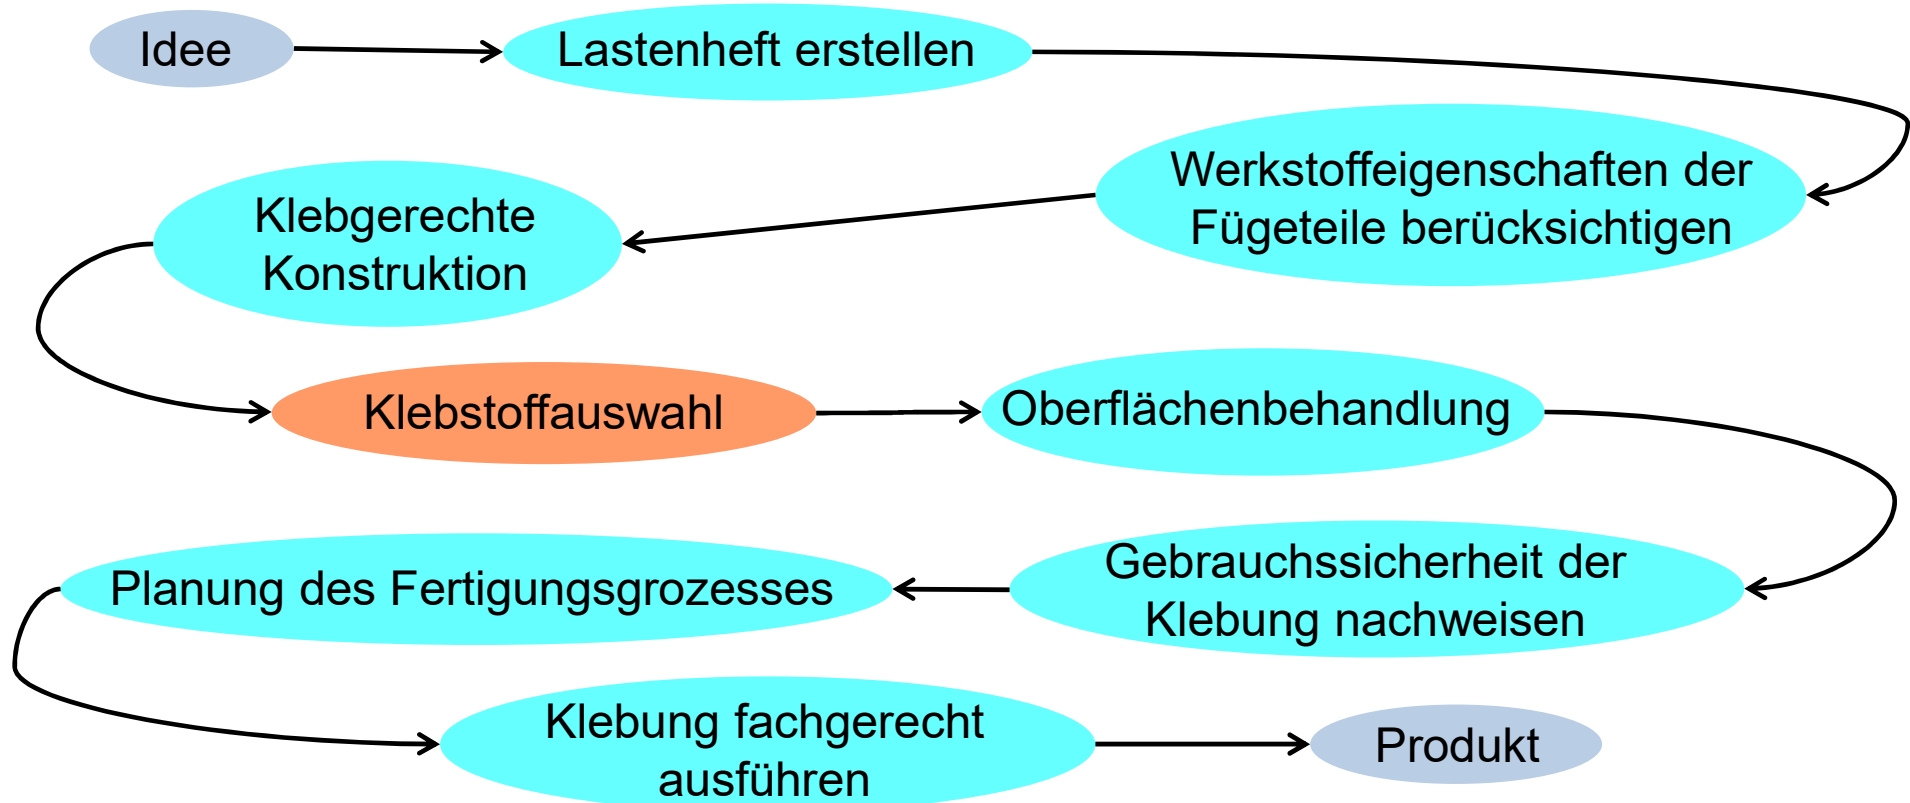 Idee
Lastenheft erstellen
Werkstoffeigenschaften der
Fügeteile berücksichtigen
Klebgerechte
Konstruktion
Klebstoffauswahl
Oberflächenbehandlung
Gebrauchssicherheit der
Klebung nachweisen
Planung des Fertigungsgrozesses
Klebung fachgerecht
ausführen
Produkt